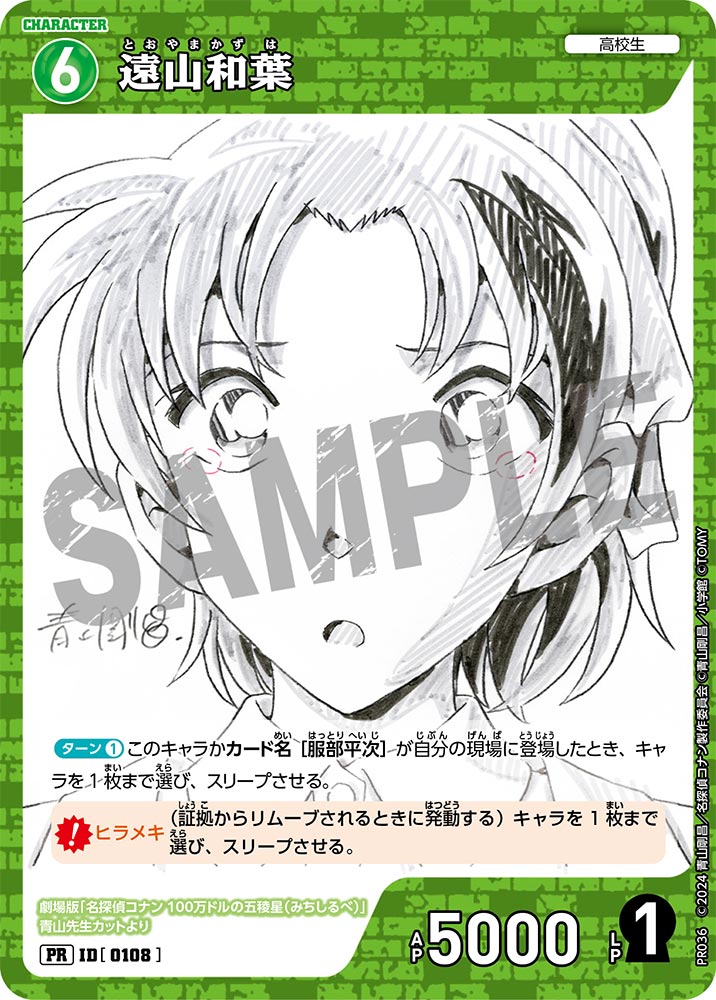 CHARACTER
6
とおやまかずは
遠山和葉
高校生
SAMPLE
青山剛昌
ターン1 このキャラかカード名［服部平次］が自分の現場に登場したとき、キャ
ラを1枚まで選び、スリープさせる。
ヒラメキ（証拠からリムーブされるときに発動する）キャラを1枚まで
選び、スリープさせる。
劇場版「名探偵コナン 100万ドルの五稜星（みちしるべ）」
青山先生カットより
PR ID[ 0108 ]
AP 5000
LP 1
PR036 ©2024 青山剛昌／名探偵コナン製作委員会 ©青山剛昌／小学館 ©TOMY